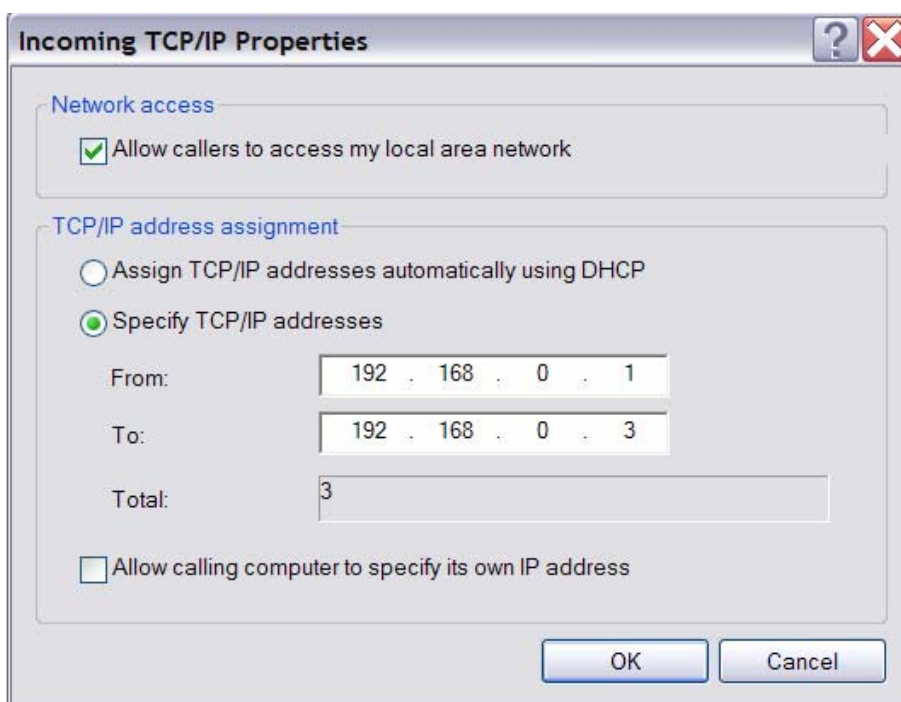 Incoming TCP/IP Properties
Network access
Allow callers to access my local area network
TCP/IP address assignment
Assign TCP/IP addresses automatically using DHCP
Specify TCP/IP addresses
From: 192 . 168 . 0 . 1
To: 192 . 168 . 0 . 3
Total: 3
Allow calling computer to specify its own IP address
OK Cancel